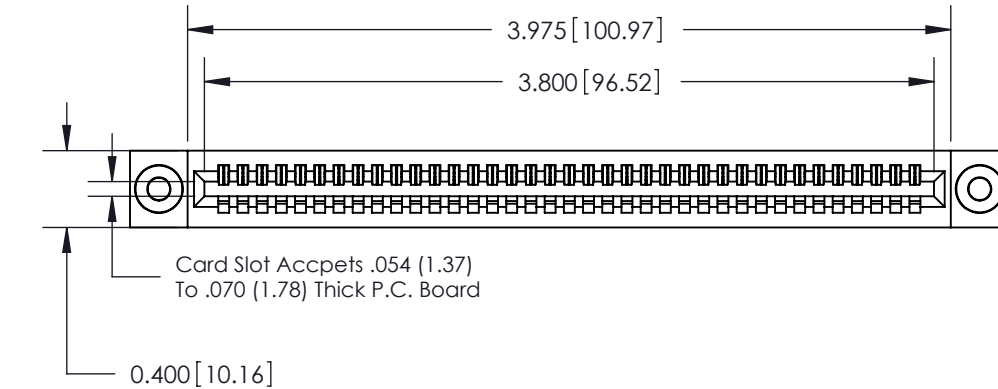 3.975[100.97]
3.800[96.52]
Card Slot Accpets .054 (1.37)
To .070 (1.78) Thick P.C. Board
0.400[10.16]